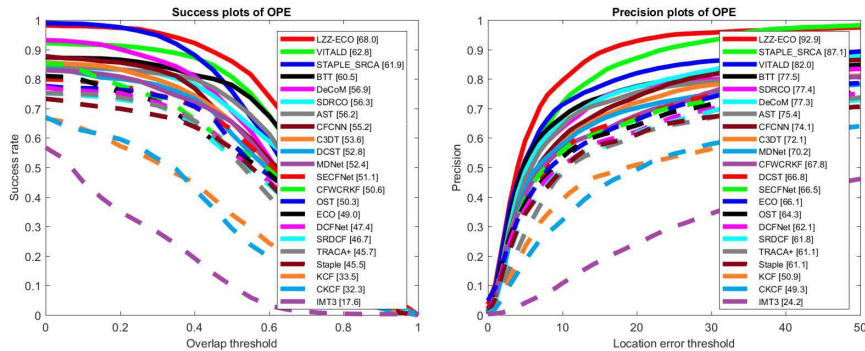 Success plots of OPE
Success rate
1
0.9
0.8
0.7
0.6
0.5
0.4
0.3
0.2
0.1
0
0
0.2
0.4
0.6
0.8
1
Overlap threshold
LZZ-ECO [68.0]
VITALD [62.8]
STAPLE_SRCA [61.9]
BTT [60.5]
DeCoM [56.9]
SDRCO [56.3]
AST [56.2]
CFCNN [55.2]
C3DT [53.6]
DCST [52.8]
MDNet [52.4]
SECFNet [51.1]
CFWCRKF [50.6]
OST [50.3]
ECO [49.0]
DCFNet [47.4]
SRDCF [46.7]
TRACA+ [45.7]
Staple [45.5]
KCF [33.5]
CKCF [32.3]
IMT3 [17.6]
Precision plots of OPE
Precision
1
0.9
0.8
0.7
0.6
0.5
0.4
0.3
0.2
0.1
0
0
10
20
30
40
50
Location error threshold
LZZ-ECO [92.9]
STAPLE_SRCA [87.1]
VITALD [82.0]
BTT [77.5]
SDRCO [77.4]
DeCoM [77.3]
AST [75.4]
CFCNN [74.1]
C3DT [72.1]
MDNet [70.2]
CFWCRKF [67.8]
DCST [66.8]
SECFNet [66.5]
ECO [66.1]
OST [64.3]
DCFNet [62.1]
SRDCF [61.8]
TRACA+ [61.1]
Staple [61.1]
KCF [50.9]
CKCF [49.3]
IMT3 [24.2]